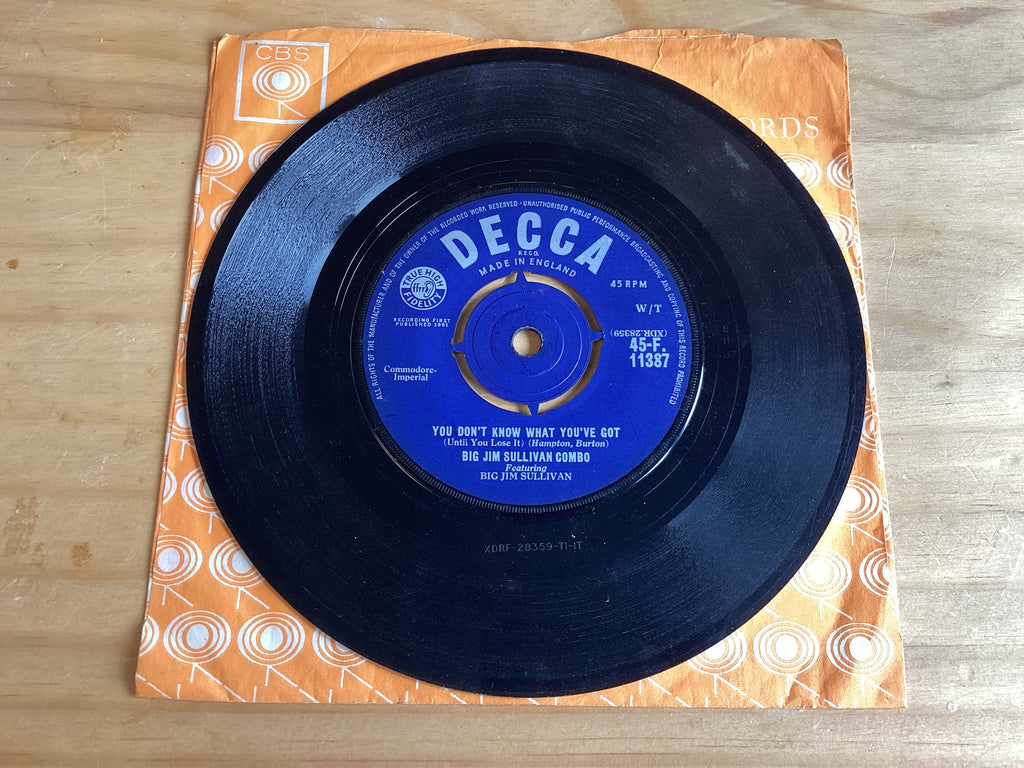 CBS
ORDS
ALL RIGHTS OF THE MANUFACTURER AND OF THE OWNER OF THE RECORDED WORK RESERVED · UNAUTHORISED PUBLIC PERFORMANCE BROADCASTING AND COPYING OF THIS RECORD PROHIBITED
DECCA
REGD.
MADE IN ENGLAND
TRUE HIGH
ffrr
FIDELITY
45 RPM
W/T
RECORDING FIRST
PUBLISHED 1961
(XDR.28359)
45-F.
11387
Commodore-
Imperial
YOU DON'T KNOW WHAT YOU'VE GOT
(Until You Lose It) (Hampton, Burton)
BIG JIM SULLIVAN COMBO
Featuring
BIG JIM SULLIVAN
XDRF-28359-T1-1T